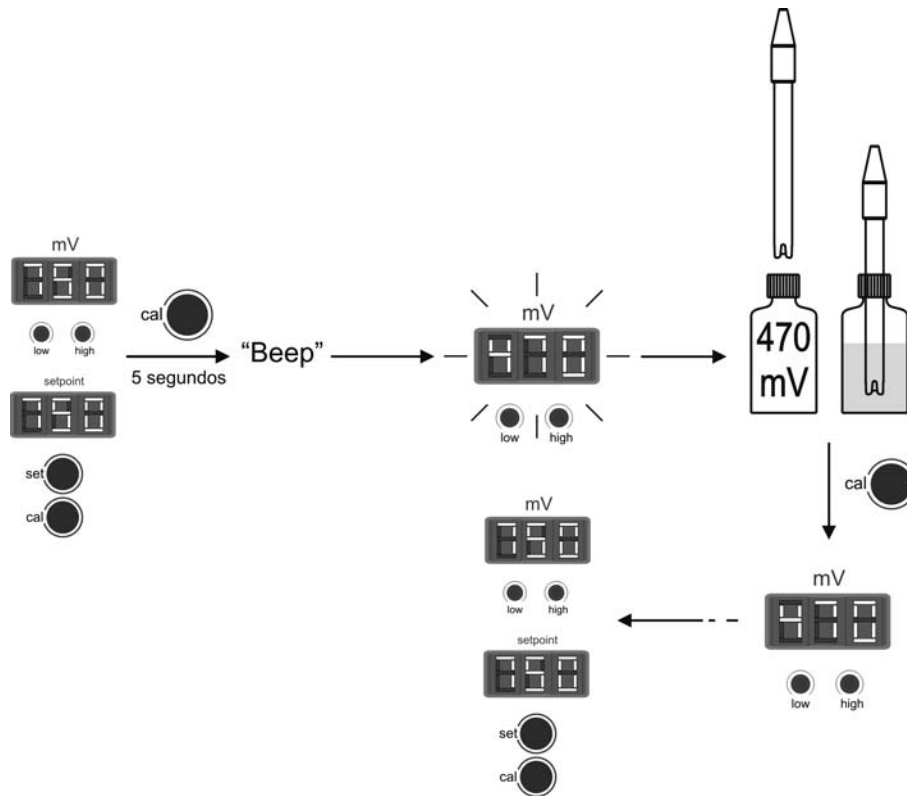 mV
low high
setpoint
set
cal
cal
5 segundos
“Beep”
mV
low high
470
mV
cal
mV
low high
mV
low high
setpoint
set
cal